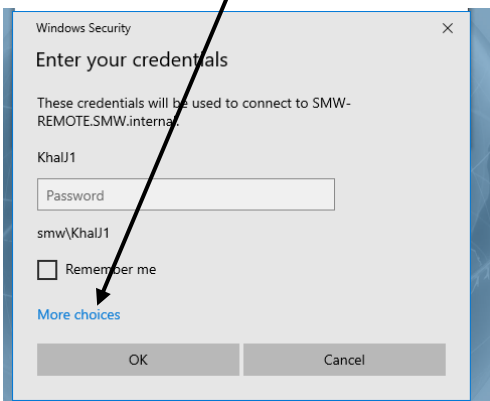 Windows Security
Enter your credentials
These credentials will be used to connect to SMW-
REMOTE.SMW.internal.
KhalJ1
Password
smw\KhalJ1
Remember me
More choices
OK
Cancel